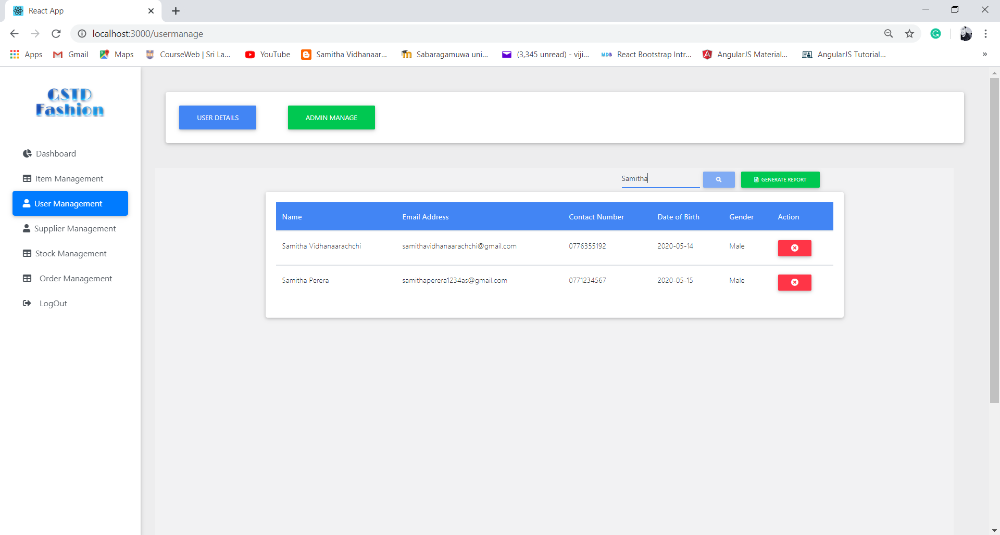 React App
localhost:3000/usermanage
Apps Gmail Maps CourseWeb | Sri La... YouTube Samitha Vidhanaar... Sabaragamuwa uni... (3,345 unread) - viji... MDB React Bootstrap Intr... AngularJS Material... AngularJS Tutorial... »
GSTD
Fashion
USER DETAILS ADMIN MANAGE
Dashboard
Item Management
User Management
Supplier Management
Stock Management
Order Management
LogOut
Samitha GENERATE REPORT
Name Email Address Contact Number Date of Birth Gender Action
Samitha Vidhanaarachchi samithavidhanaarachchi@gmail.com 0776355192 2020-05-14 Male
Samitha Perera samithaperera1234as@gmail.com 0771234567 2020-05-15 Male